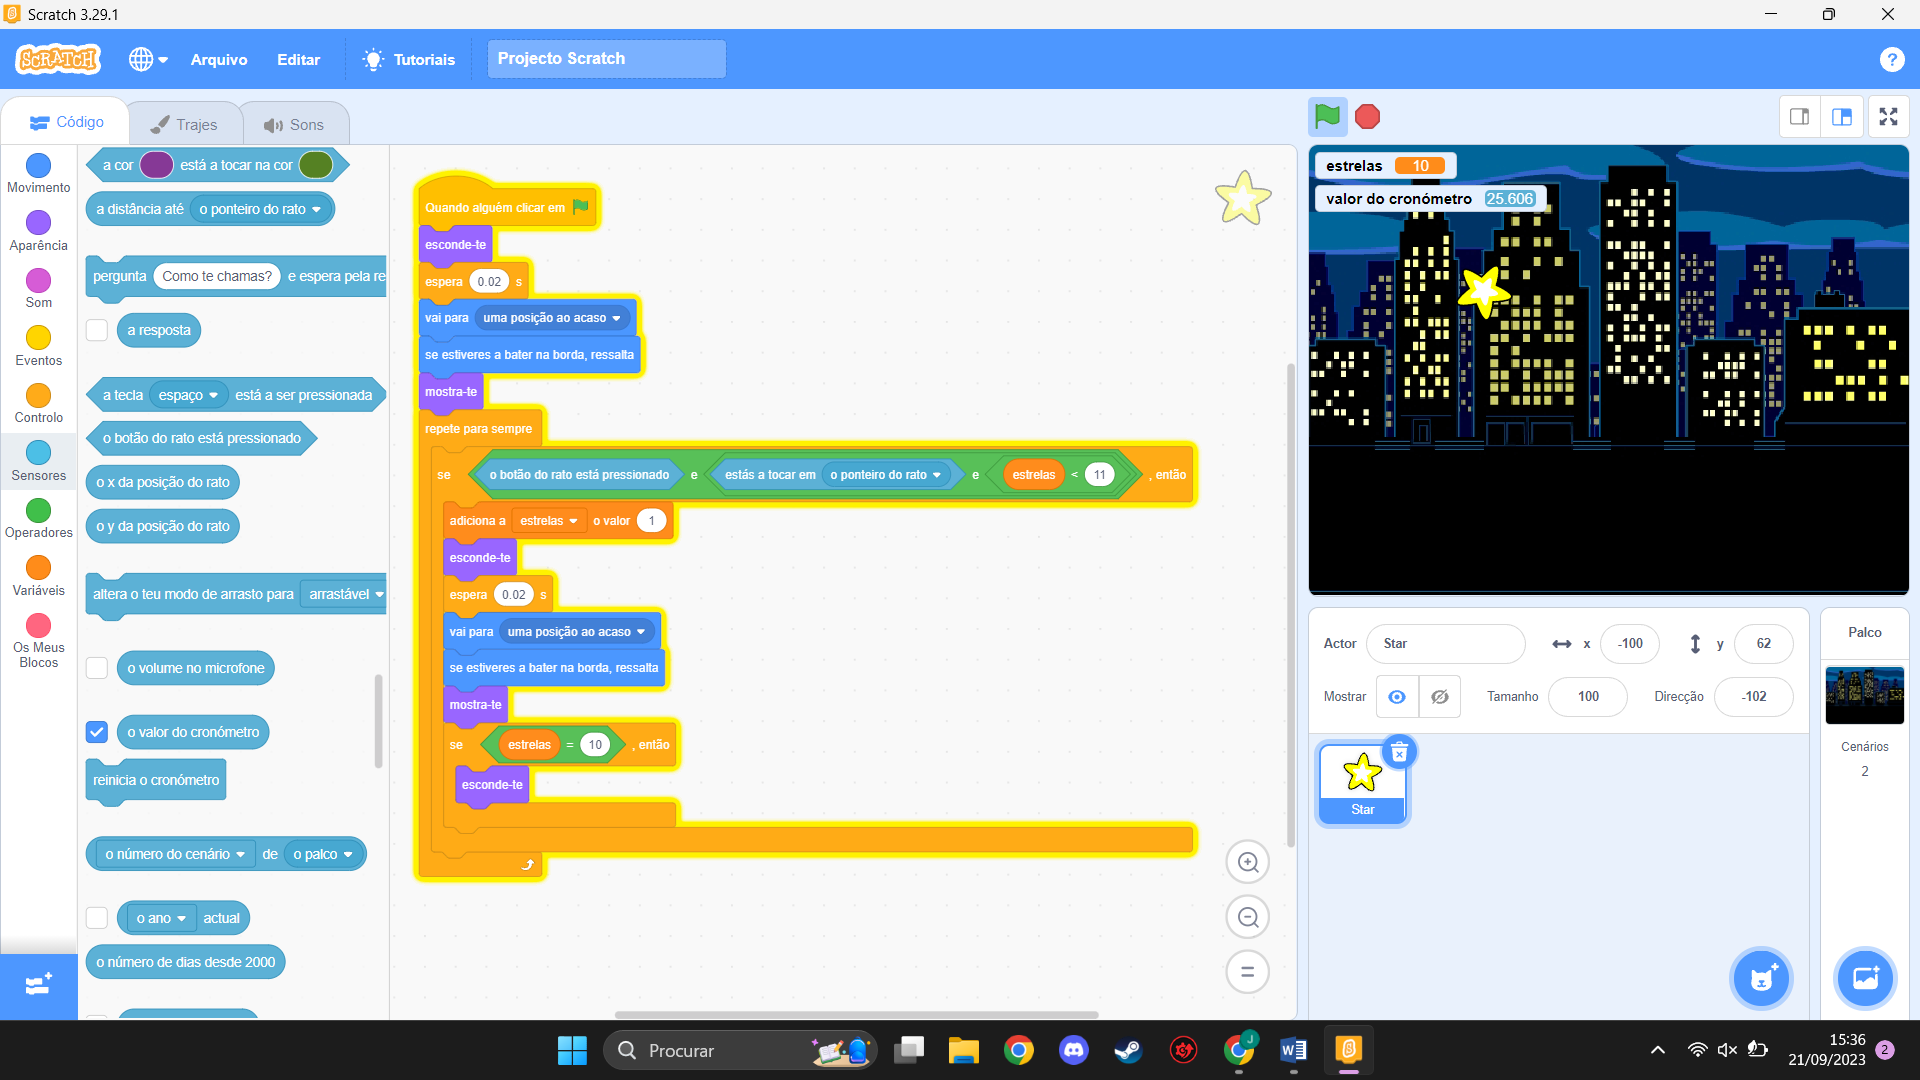 Scratch 3.29.1
SCRATCH
Arquivo
Editar
Tutoriais
Projecto Scratch
?
Código
Trajes
Sons
Movimento
Aparência
Som
Eventos
Controlo
Sensores
Operadores
Variáveis
Os Meus
Blocos
a cor está a tocar na cor
a distância até o ponteiro do rato
pergunta Como te chamas? e espera pela re
a resposta
a tecla espaço está a ser pressionada
o botão do rato está pressionado
o x da posição do rato
o y da posição do rato
altera o teu modo de arrasto para arrastável
o volume no microfone
o valor do cronómetro
reinicia o cronómetro
o número do cenário de o palco
o ano actual
o número de dias desde 2000
Quando alguém clicar em
esconde-te
espera 0.02 s
vai para uma posição ao acaso
se estiveres a bater na borda, ressalta
mostra-te
repete para sempre
se o botão do rato está pressionado e estás a tocar em o ponteiro do rato e estrelas < 11 , então
adiciona a estrelas o valor 1
esconde-te
espera 0.02 s
vai para uma posição ao acaso
se estiveres a bater na borda, ressalta
mostra-te
se estrelas = 10 , então
esconde-te
estrelas 10
valor do cronómetro 25.606
Actor Star x -100 y 62
Mostrar Tamanho 100 Direcção -102
Star
Palco
Cenários
2
Procurar
J
15:36
21/09/2023
2